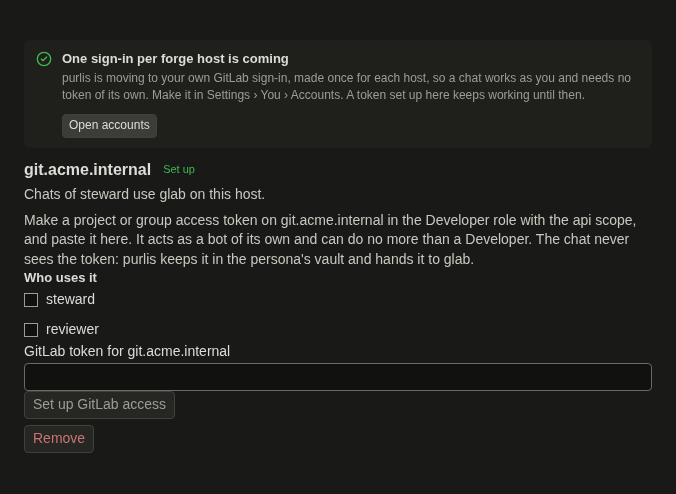 One sign-in per forge host is coming
purlis is moving to your own GitLab sign-in, made once for each host, so a chat works as you and needs no
token of its own. Make it in Settings › You › Accounts. A token set up here keeps working until then.
Open accounts
git.acme.internal Set up
Chats of steward use glab on this host.
Make a project or group access token on git.acme.internal in the Developer role with the api scope,
and paste it here. It acts as a bot of its own and can do no more than a Developer. The chat never
sees the token: purlis keeps it in the persona's vault and hands it to glab.
Who uses it
steward
reviewer
GitLab token for git.acme.internal
Set up GitLab access
Remove